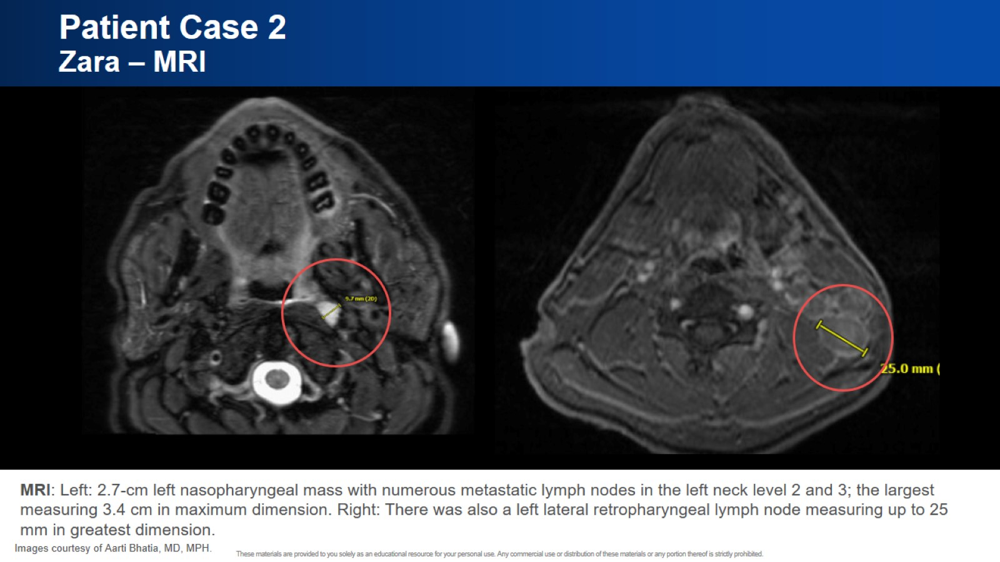 Patient Case 2
Zara – MRI
9.7 mm (2D)
25.0 mm (
MRI: Left: 2.7-cm left nasopharyngeal mass with numerous metastatic lymph nodes in the left neck level 2 and 3; the largest
measuring 3.4 cm in maximum dimension. Right: There was also a left lateral retropharyngeal lymph node measuring up to 25
mm in greatest dimension.
Images courtesy of Aarti Bhatia, MD, MPH.
These materials are provided to you solely as an educational resource for your personal use. Any commercial use or distribution of these materials or any portion thereof is strictly prohibited.